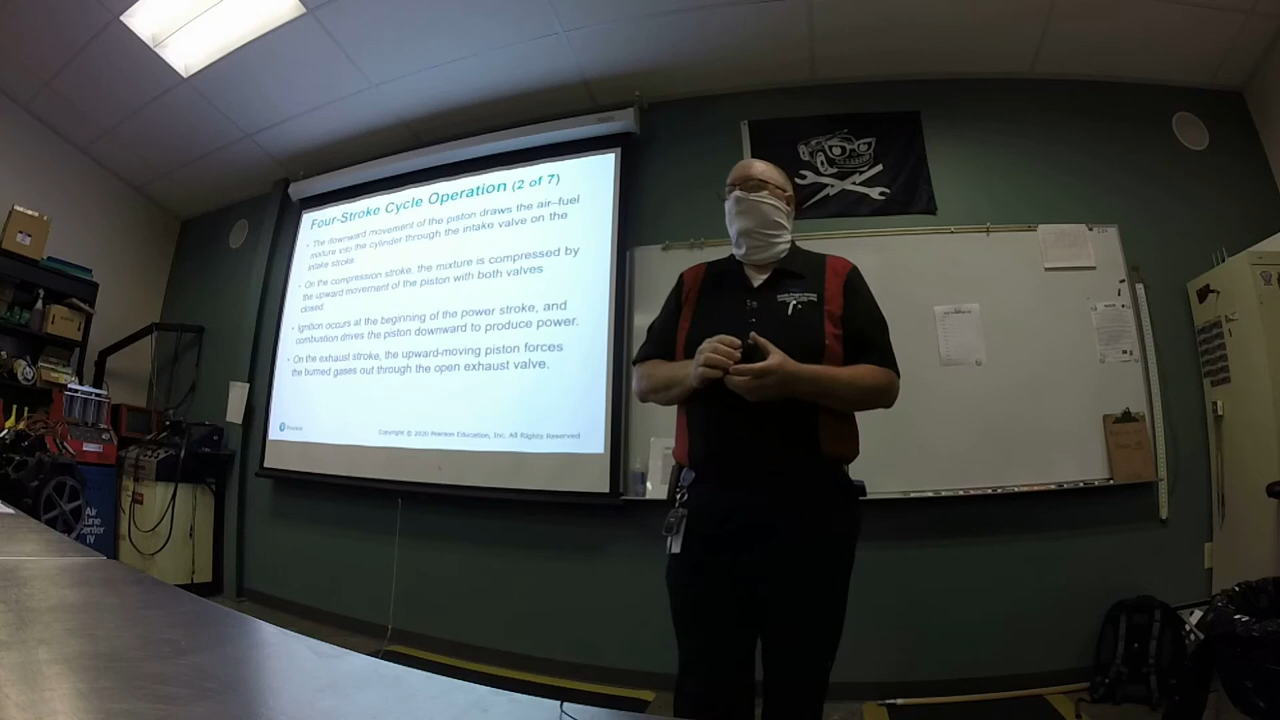 Four-Stroke Cycle Operation (2 of 7)
• The downward movement of the piston draws the air–fuel
mixture into the cylinder through the intake valve on the
intake stroke.
• On the compression stroke, the mixture is compressed by
the upward movement of the piston with both valves
closed.
• Ignition occurs at the beginning of the power stroke, and
combustion drives the piston downward to produce power.
• On the exhaust stroke, the upward-moving piston forces
the burned gases out through the open exhaust valve.
Pearson
Copyright © 2020 Pearson Education, Inc. All Rights Reserved
Air
Line
Center
IV